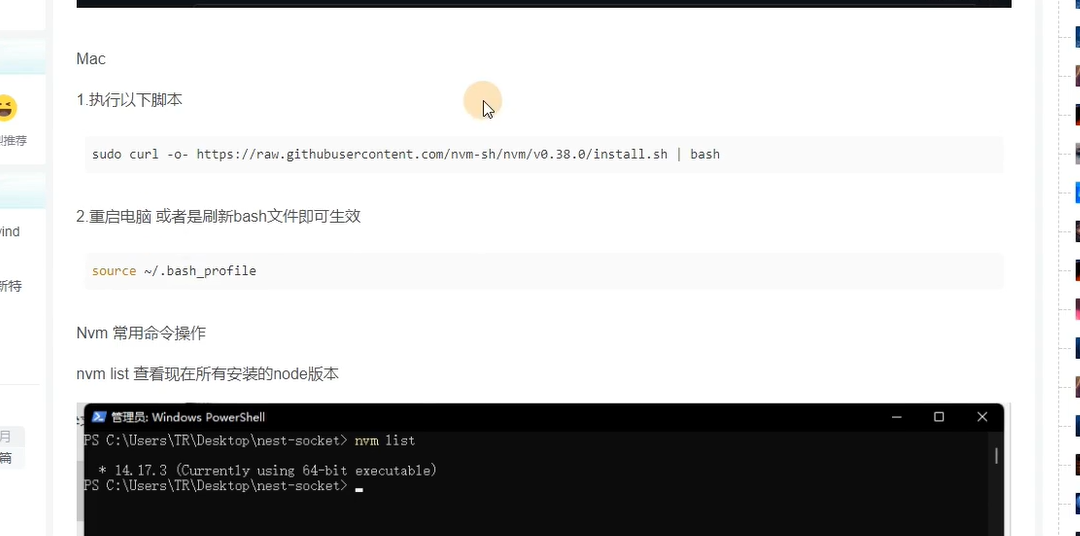 Mac
1.执行以下脚本
推荐
sudo curl -o- https://raw.githubusercontent.com/nvm-sh/nvm/v0.38.0/install.sh | bash
2.重启电脑 或者是刷新bash文件即可生效
vind
source ~/.bash_profile
新特
Nvm 常用命令操作
nvm list 查看现在所有安装的node版本
管理员: Windows PowerShell
月
PS C:\Users\TR\Desktop\nest-socket> nvm list
篇
* 14.17.3 (Currently using 64-bit executable)
PS C:\Users\TR\Desktop\nest-socket>